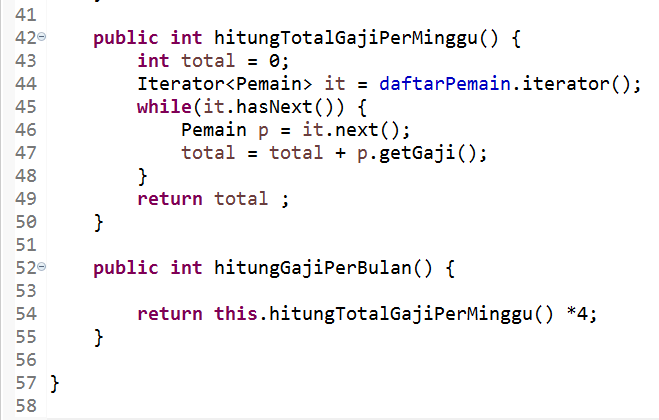 41
42 public int hitungTotalGajiPerMinggu() {
43 int total = 0;
44 Iterator<Pemain> it = daftarPemain.iterator();
45 while(it.hasNext()) {
46 Pemain p = it.next();
47 total = total + p.getGaji();
48 }
49 return total ;
50 }
51
52 public int hitungGajiPerBulan() {
53
54 return this.hitungTotalGajiPerMinggu() *4;
55 }
56
57 }
58